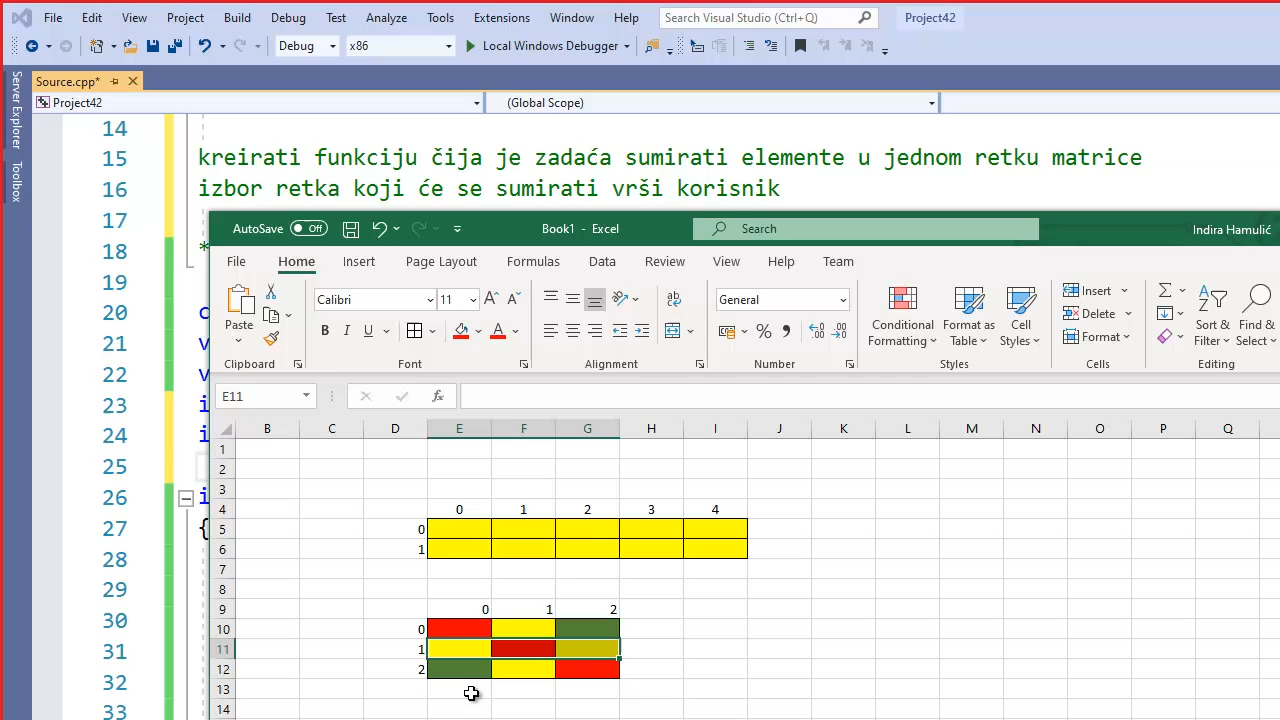 File Edit View Project Build Debug Test Analyze Tools Extensions Window Help Search Visual Studio (Ctrl+Q) Project42
Debug x86 Local Windows Debugger
Source.cpp*
Project42 (Global Scope)
Server Explorer
Toolbox
14
15 kreirati funkciju čija je zadaća sumirati elemente u jednom retku matrice
16 izbor retka koji će se sumirati vrši korisnik
17
18 *
19
20
21 v
22 v
23 i
24 i
25
26 i
27 {
28
29
30
31
32
33
AutoSave Off Book1 - Excel Search Indira Hamulić
File Home Insert Page Layout Formulas Data Review View Help Team
Paste Calibri 11 General Conditional Formatting Format as Table Cell Styles Insert Delete Format Sort & Filter Find & Select
B I U
Clipboard Font Alignment Number Styles Cells Editing
E11 fx
B C D E F G H I J K L M N O P Q
1
2
3
4 0 1 2 3 4
5 0
6 1
7
8
9 0 1 2
10 0
11 1
12 2
13
14